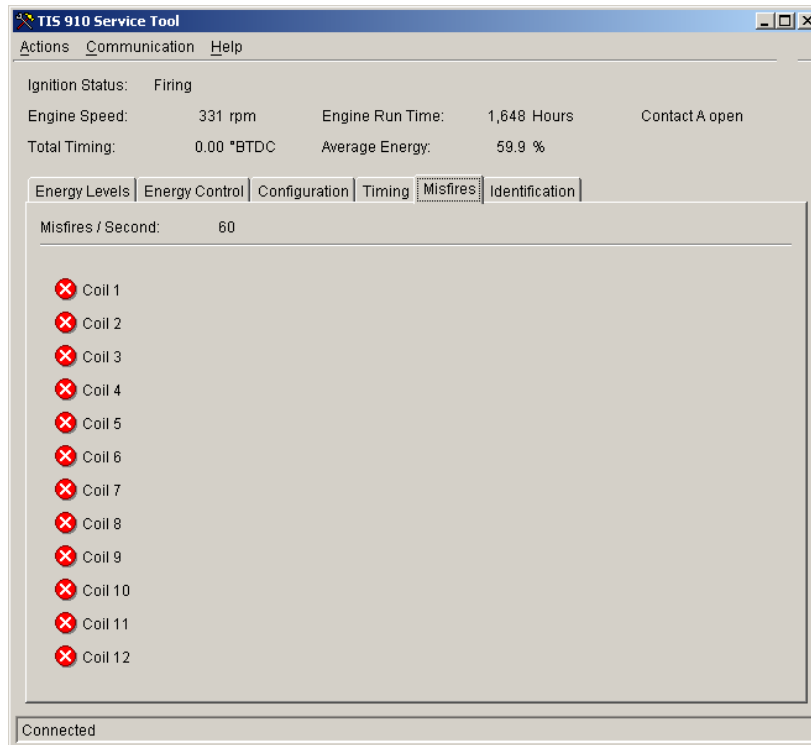 TIS 910 Service Tool
Actions Communication Help
Ignition Status: Firing
Engine Speed: 331 rpm Engine Run Time: 1,648 Hours Contact A open
Total Timing: 0.00 °BTDC Average Energy: 59.9 %
Energy Levels Energy Control Configuration Timing Misfires Identification
Misfires / Second: 60
Coil 1
Coil 2
Coil 3
Coil 4
Coil 5
Coil 6
Coil 7
Coil 8
Coil 9
Coil 10
Coil 11
Coil 12
Connected